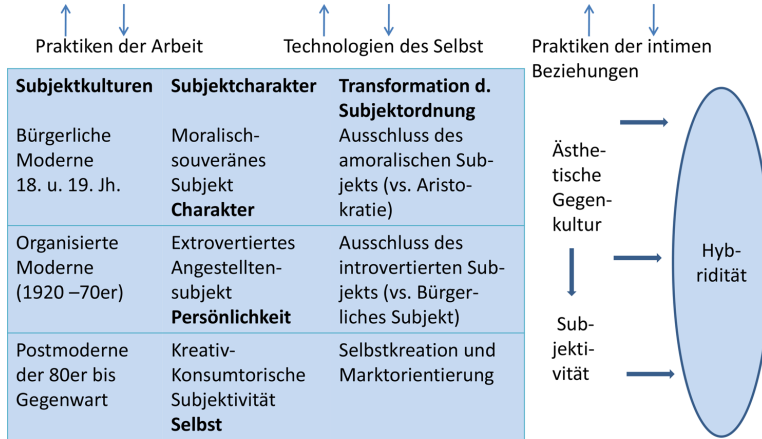 Praktiken der Arbeit
Technologien des Selbst
Praktiken der intimen
Beziehungen
Subjektkulturen
Subjektcharakter
Transformation d.
Subjektordnung
Bürgerliche
Moderne
18. u. 19. Jh.
Moralisch-
souveränes
Subjekt
Charakter
Ausschluss des
amoralischen Sub-
jekts (vs. Aristo-
kratie)
Organisierte
Moderne
(1920 –70er)
Extrovertiertes
Angestellten-
subjekt
Persönlichkeit
Ausschluss des
introvertierten Sub-
jekts (vs. Bürger-
liches Subjekt)
Postmoderne
der 80er bis
Gegenwart
Kreativ-
Konsumtorische
Subjektivität
Selbst
Selbstkreation und
Marktorientierung
Ästhe-
tische
Gegen-
kultur
Sub-
jekti-
vität
Hyb-
ridität